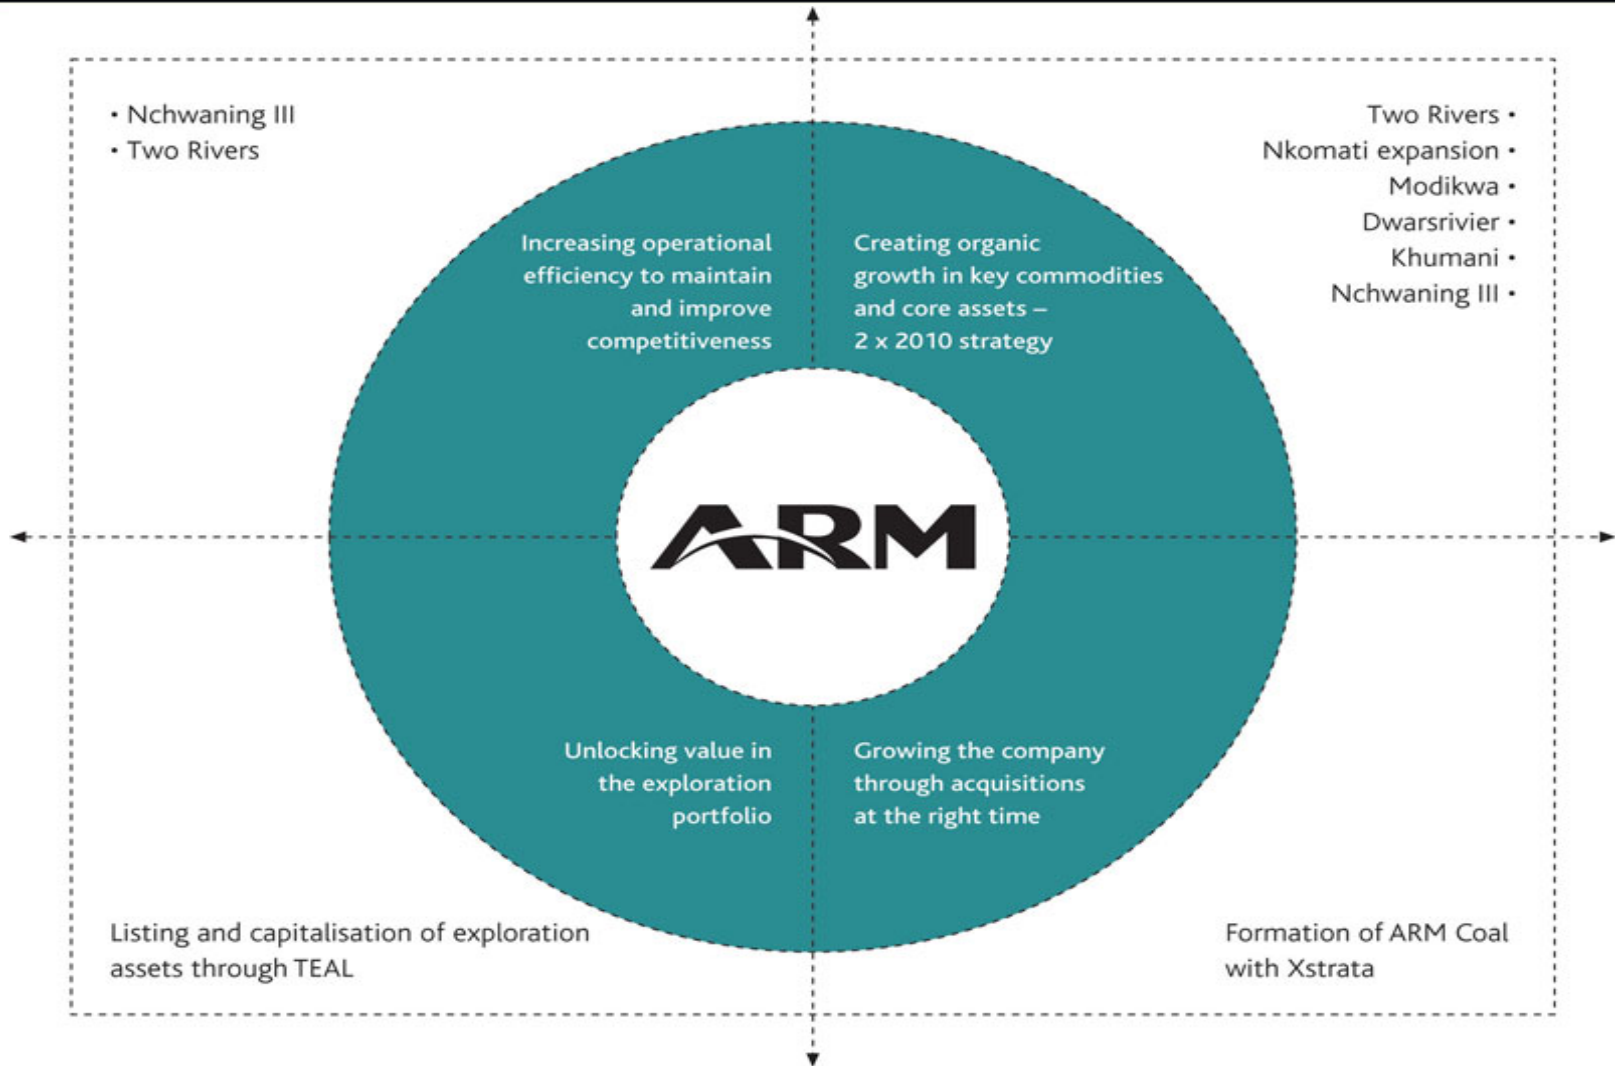 • Nchwaning III
• Two Rivers
Two Rivers •
Nkomati expansion •
Modikwa •
Dwarsrivier •
Khumani •
Nchwaning III •
Increasing operational
efficiency to maintain
and improve
competitiveness
Creating organic
growth in key commodities
and core assets –
2 x 2010 strategy
ARM
Unlocking value in
the exploration
portfolio
Growing the company
through acquisitions
at the right time
Listing and capitalisation of exploration
assets through TEAL
Formation of ARM Coal
with Xstrata